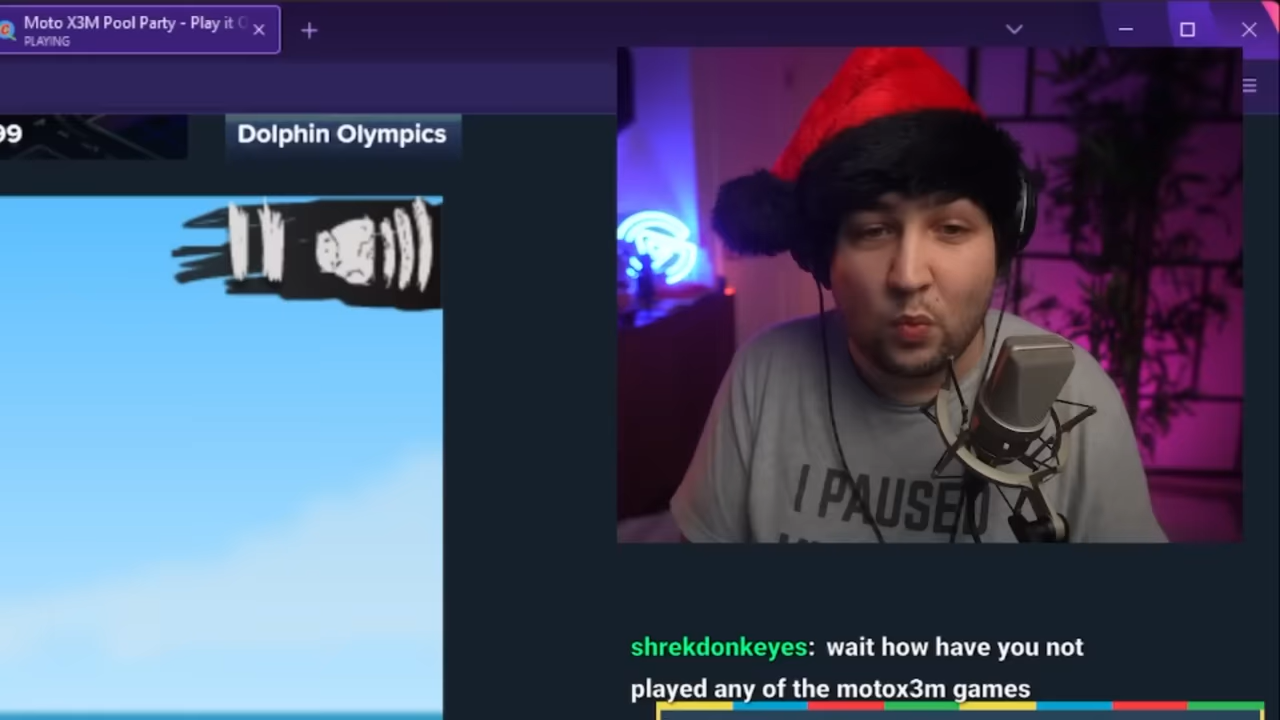 Moto X3M Pool Party - Play it
PLAYING
99
Dolphin Olympics
I PAUSED
shrekdonkeyes: wait how have you not
played any of the motox3m games